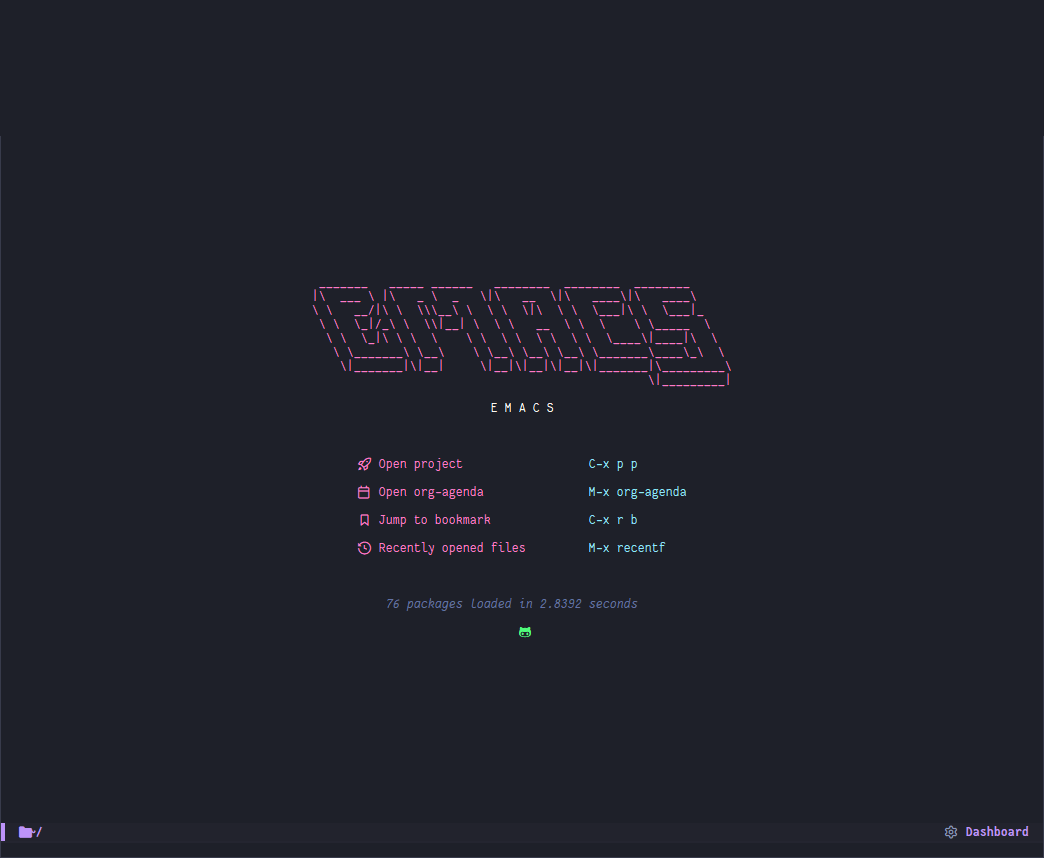 E M A C S
Open project C-x p p
Open org-agenda M-x org-agenda
Jump to bookmark C-x r b
Recently opened files M-x recentf
76 packages loaded in 2.8392 seconds
~/ Dashboard